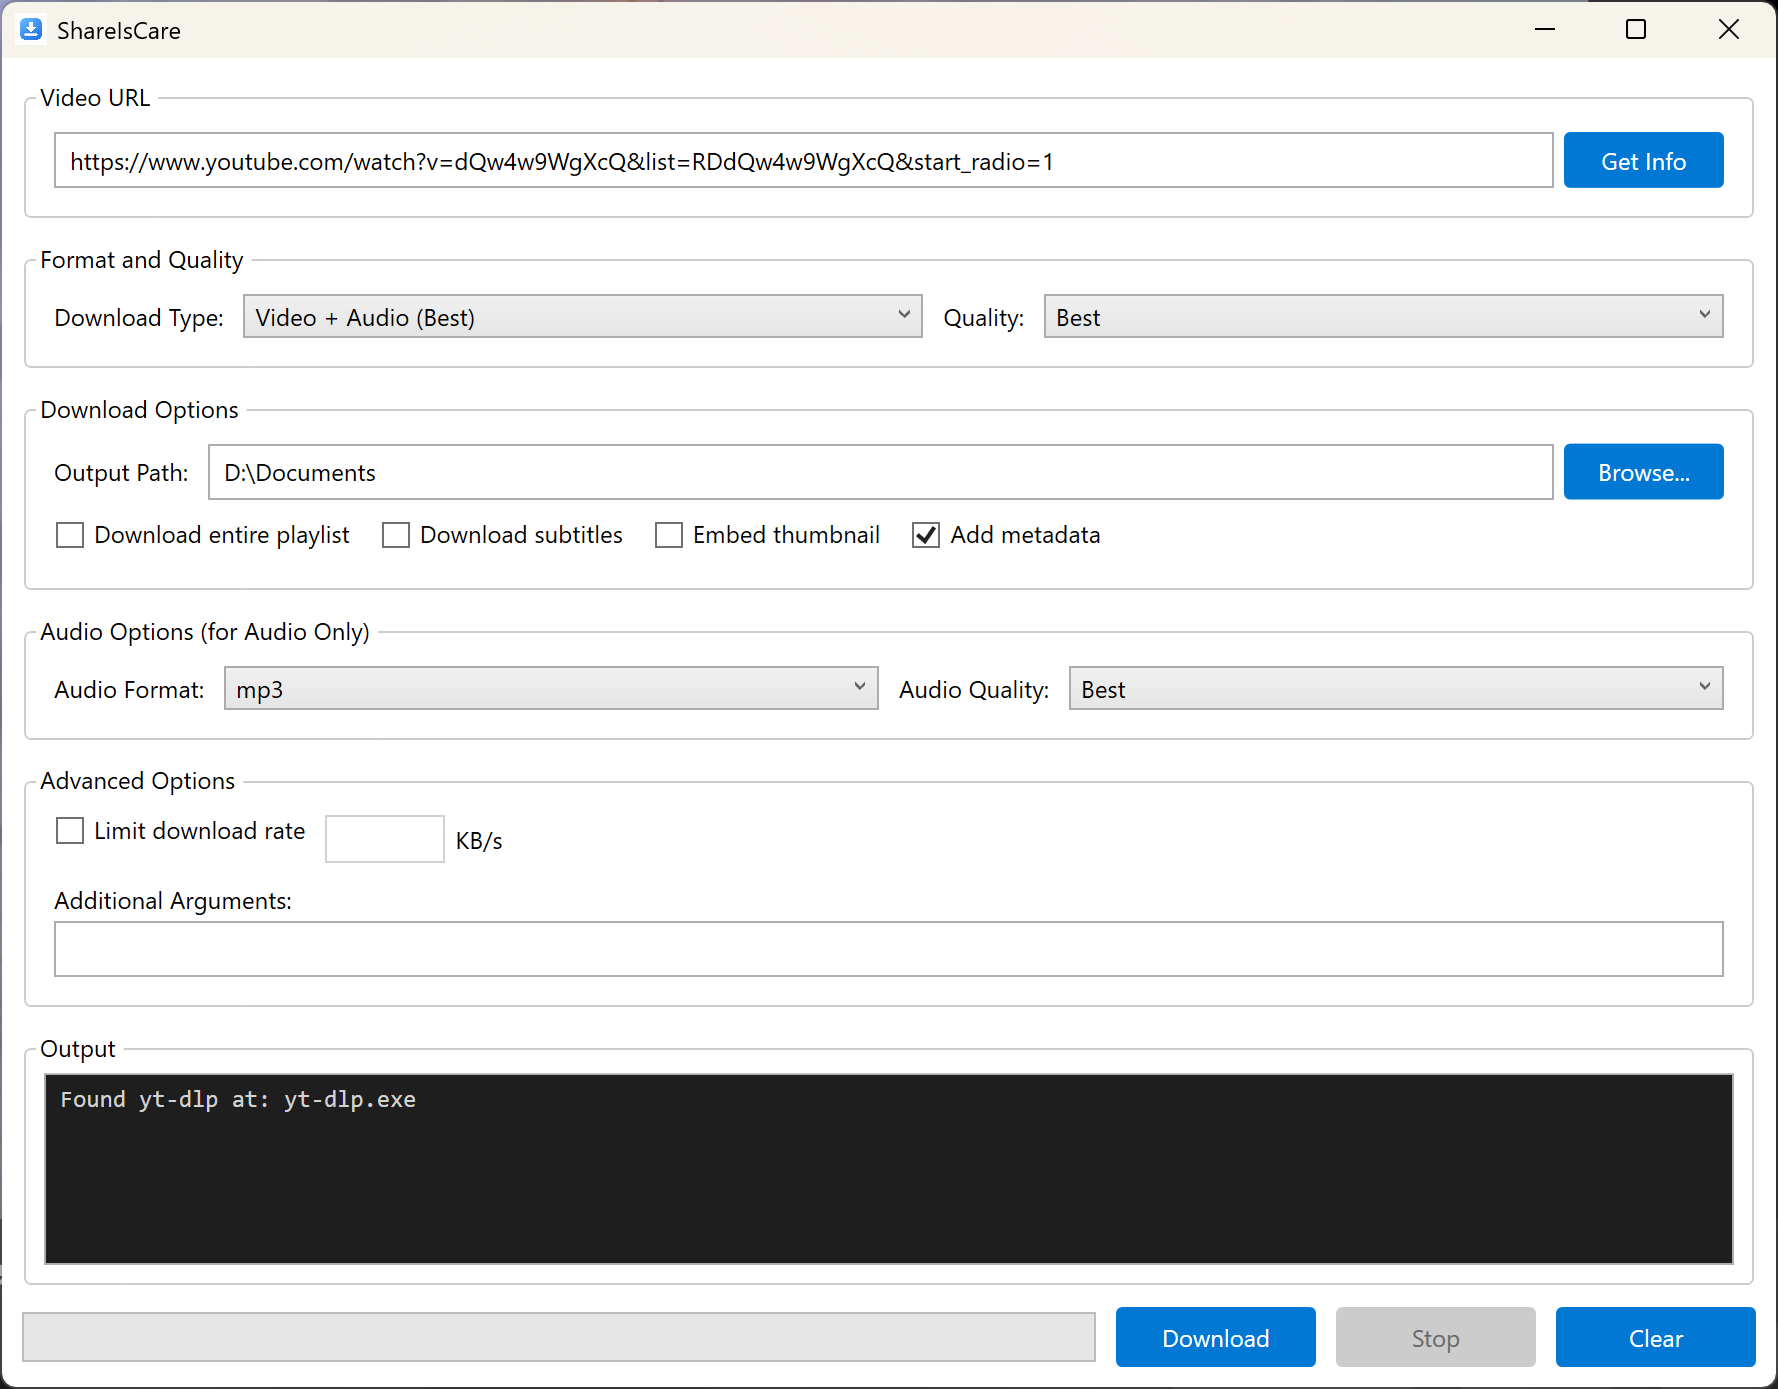 ShareIsCare
Video URL
https://www.youtube.com/watch?v=dQw4w9WgXcQ&list=RDdQw4w9WgXcQ&start_radio=1
Get Info
Format and Quality
Download Type: Video + Audio (Best) Quality: Best
Download Options
Output Path: D:\Documents Browse...
Download entire playlist Download subtitles Embed thumbnail Add metadata
Audio Options (for Audio Only)
Audio Format: mp3 Audio Quality: Best
Advanced Options
Limit download rate KB/s
Additional Arguments:
Output
Found yt-dlp at: yt-dlp.exe
Download Stop Clear